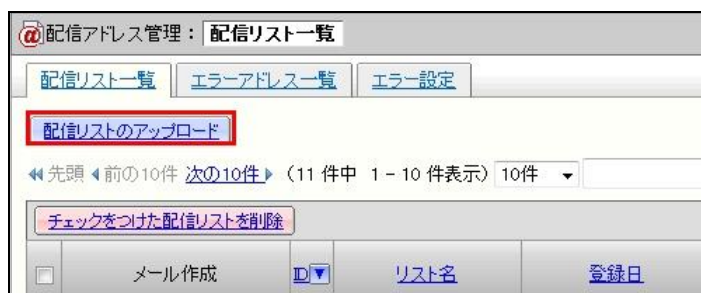 配信アドレス管理： 配信リスト一覧
配信リスト一覧 エラーアドレス一覧 エラー設定
配信リストのアップロード
先頭 前の10件 次の10件 （11 件中 1 - 10 件表示） 10件
チェックをつけた配信リストを削除
メール作成 ID リスト名 登録日